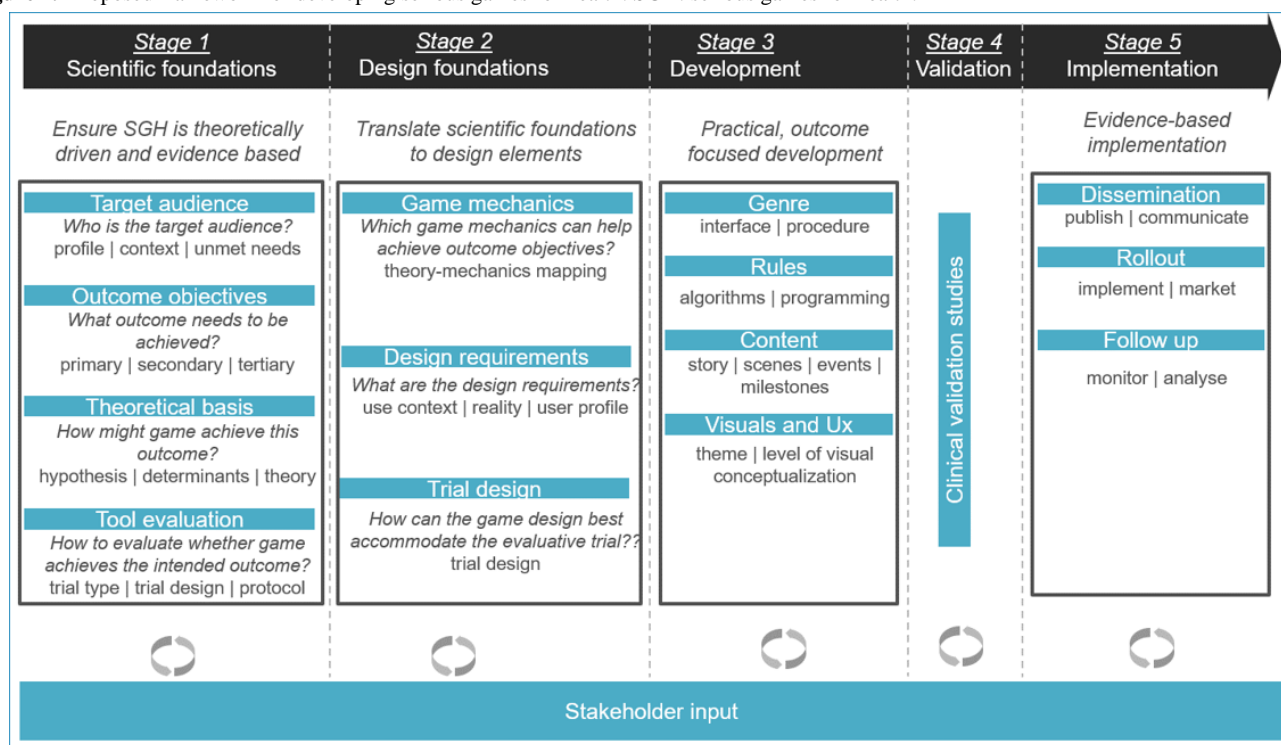 Stage 1
Scientific foundations
Stage 2
Design foundations
Stage 3
Development
Stage 4
Validation
Stage 5
Implementation
Ensure SGH is theoretically
driven and evidence based
Target audience
Who is the target audience?
profile | context | unmet needs
Outcome objectives
What outcome needs to be
achieved?
primary | secondary | tertiary
Theoretical basis
How might game achieve this
outcome?
hypothesis | determinants | theory
Tool evaluation
How to evaluate whether game
achieves the intended outcome?
trial type | trial design | protocol
Translate scientific foundations
to design elements
Game mechanics
Which game mechanics can help
achieve outcome objectives?
theory-mechanics mapping
Design requirements
What are the design requirements?
use context | reality | user profile
Trial design
How can the game design best
accommodate the evaluative trial??
trial design
Practical, outcome
focused development
Genre
interface | procedure
Rules
algorithms | programming
Content
story | scenes | events |
milestones
Visuals and Ux
theme | level of visual
conceptualization
Clinical validation studies
Evidence-based
implementation
Dissemination
publish | communicate
Rollout
implement | market
Follow up
monitor | analyse
Stakeholder input